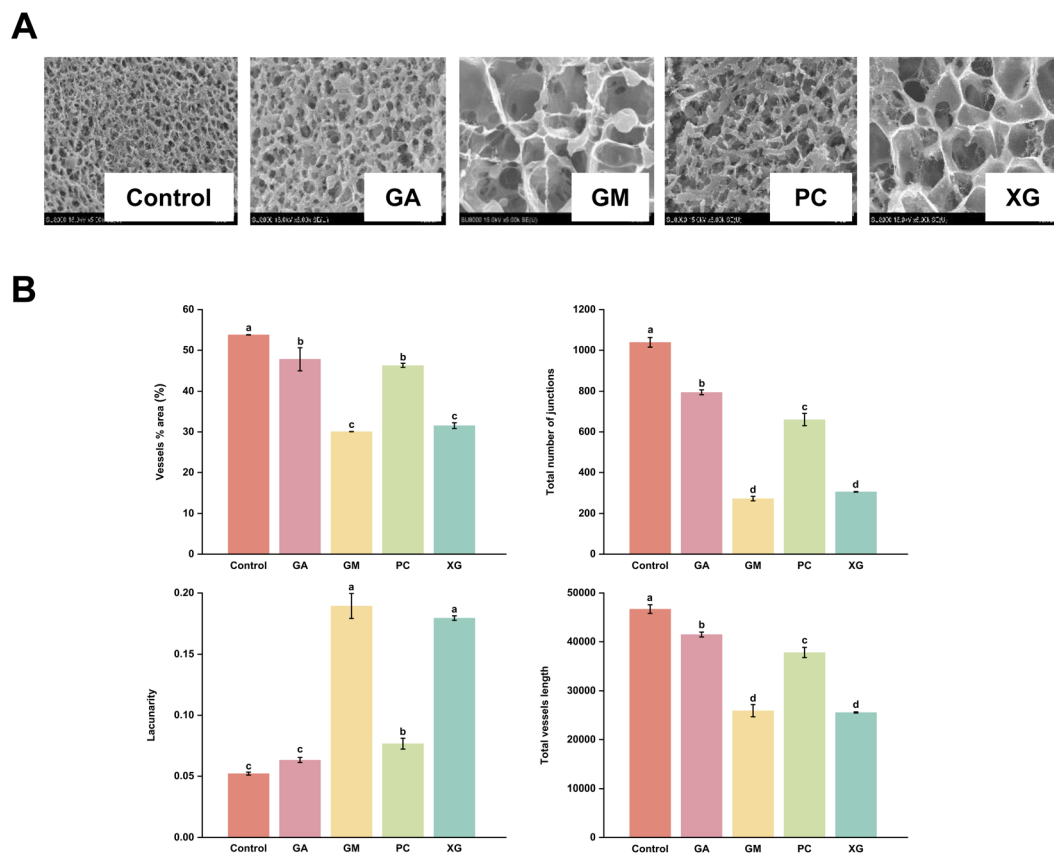 A
Control
GA
GM
PC
XG
B
Vessels % area (%)
60
50
40
30
20
10
0
a
b
c
b
c
Control GA GM PC XG
Total number of junctions
1200
1000
800
600
400
200
0
a
b
d
c
d
Control GA GM PC XG
Lacunarity
0.20
0.15
0.10
0.05
0.00
c
c
a
b
a
Control GA GM PC XG
Total vessels length
50000
40000
30000
20000
10000
0
a
b
d
c
d
Control GA GM PC XG